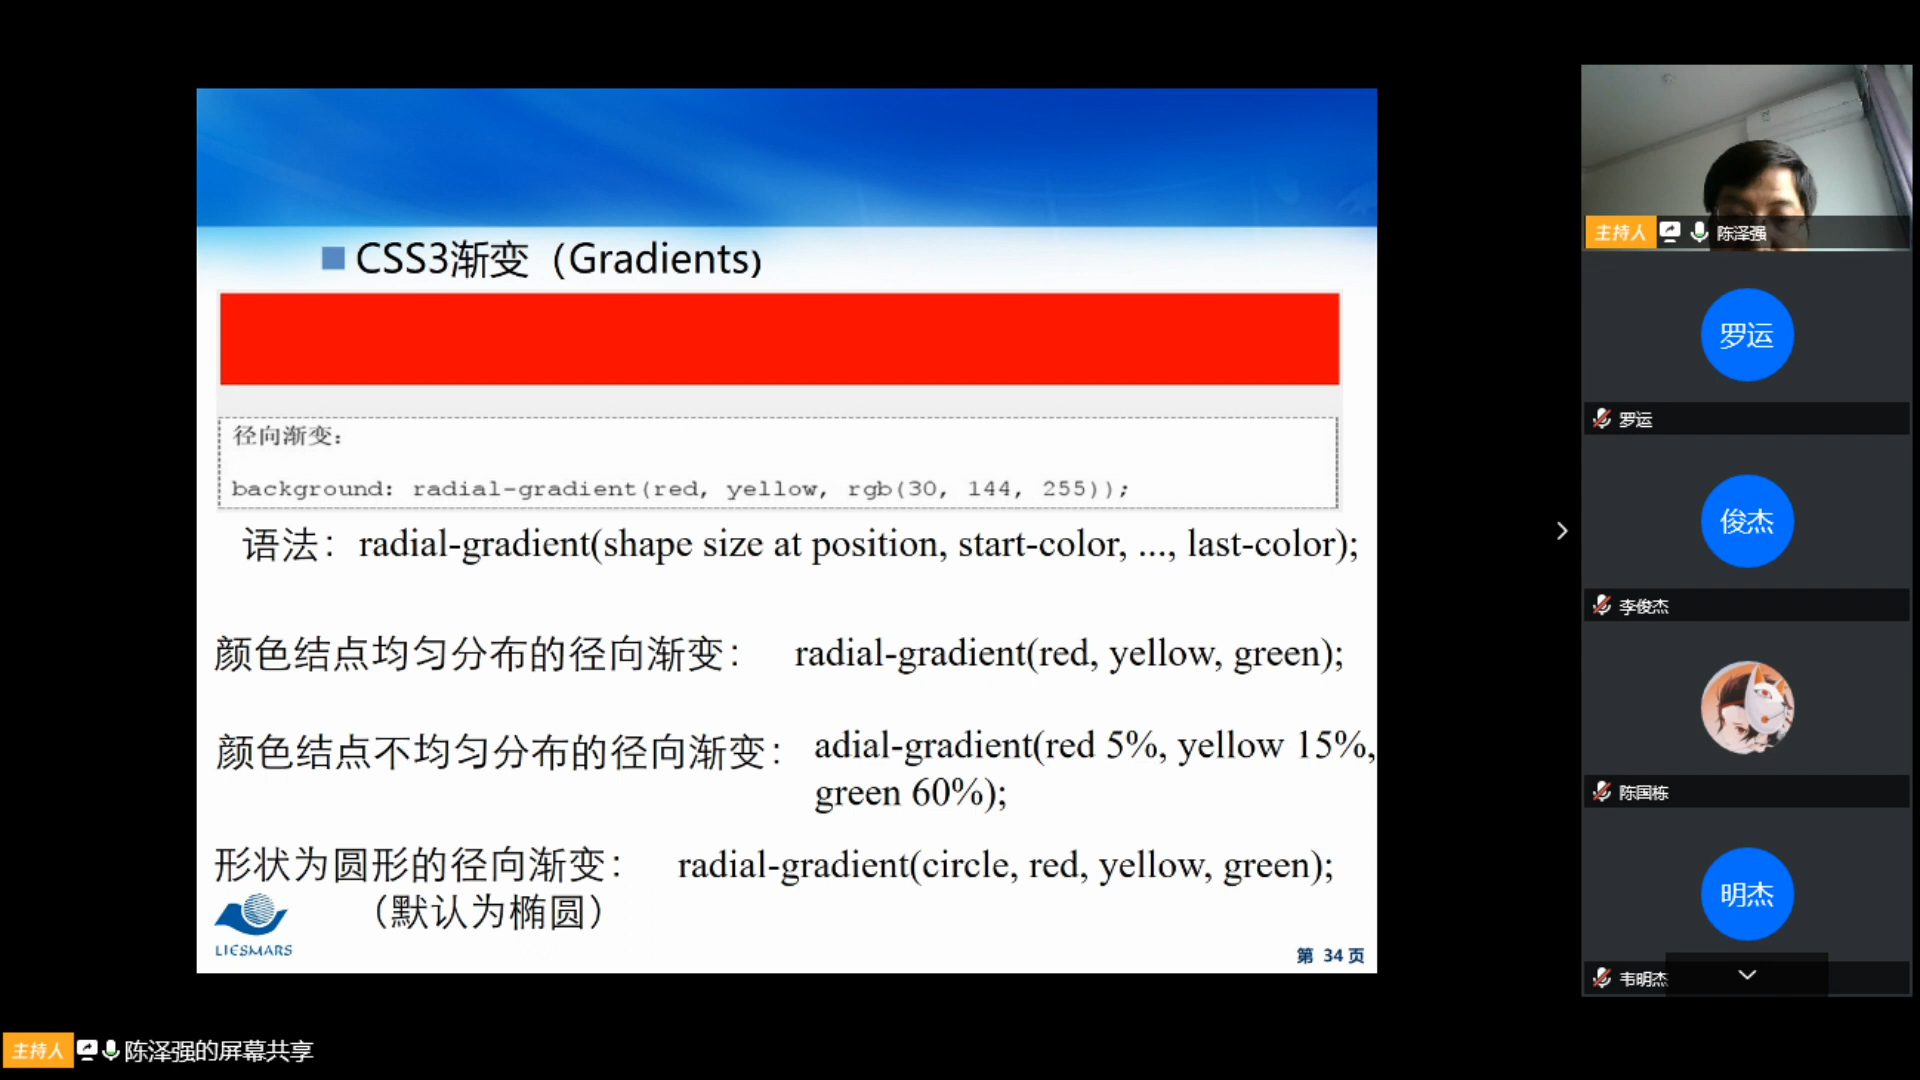 CSS3渐变（Gradients）
径向渐变：
background: radial-gradient(red, yellow, rgb(30, 144, 255));
语法：radial-gradient(shape size at position, start-color, ..., last-color);
颜色结点均匀分布的径向渐变： radial-gradient(red, yellow, green);
颜色结点不均匀分布的径向渐变： adial-gradient(red 5%, yellow 15%,
green 60%);
形状为圆形的径向渐变： radial-gradient(circle, red, yellow, green);
（默认为椭圆）
LIESMARS
第 34 页
主持人 陈泽强
罗运
罗运
俊杰
李俊杰
陈国栋
明杰
韦明杰
主持人 陈泽强的屏幕共享